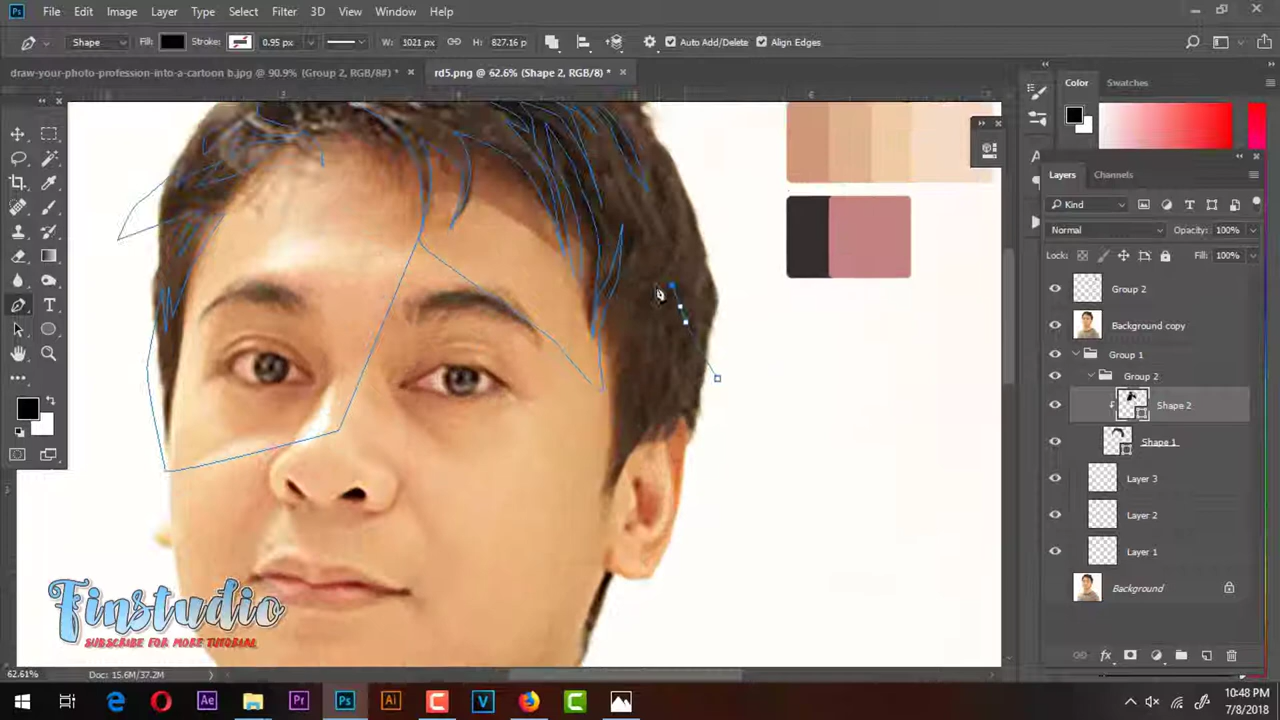 Ps File Edit Image Layer Type Select Filter 3D View Window Help
Shape Fill: Stroke: 0.95 px W: 1021 px H: 827.16 p Auto Add/Delete Align Edges
draw-your-photo-profession-into-a-cartoon b.jpg @ 90.9% (Group 2, RGB/8#) * × rd5.png @ 62.6% (Shape 2, RGB/8) * ×
Color Swatches
Layers Channels
Kind
Normal Opacity: 100%
Lock: Fill: 100%
Group 2
Background copy
Group 1
Group 2
Shape 2
Shape 1
Layer 3
Layer 2
Layer 1
Background
Finstudio
SUBSCRIBE FOR MORE TUTORIAL
62.61% Doc: 15.6M/37.2M
Ae Pr Ps Ai
10:48 PM
7/8/2018